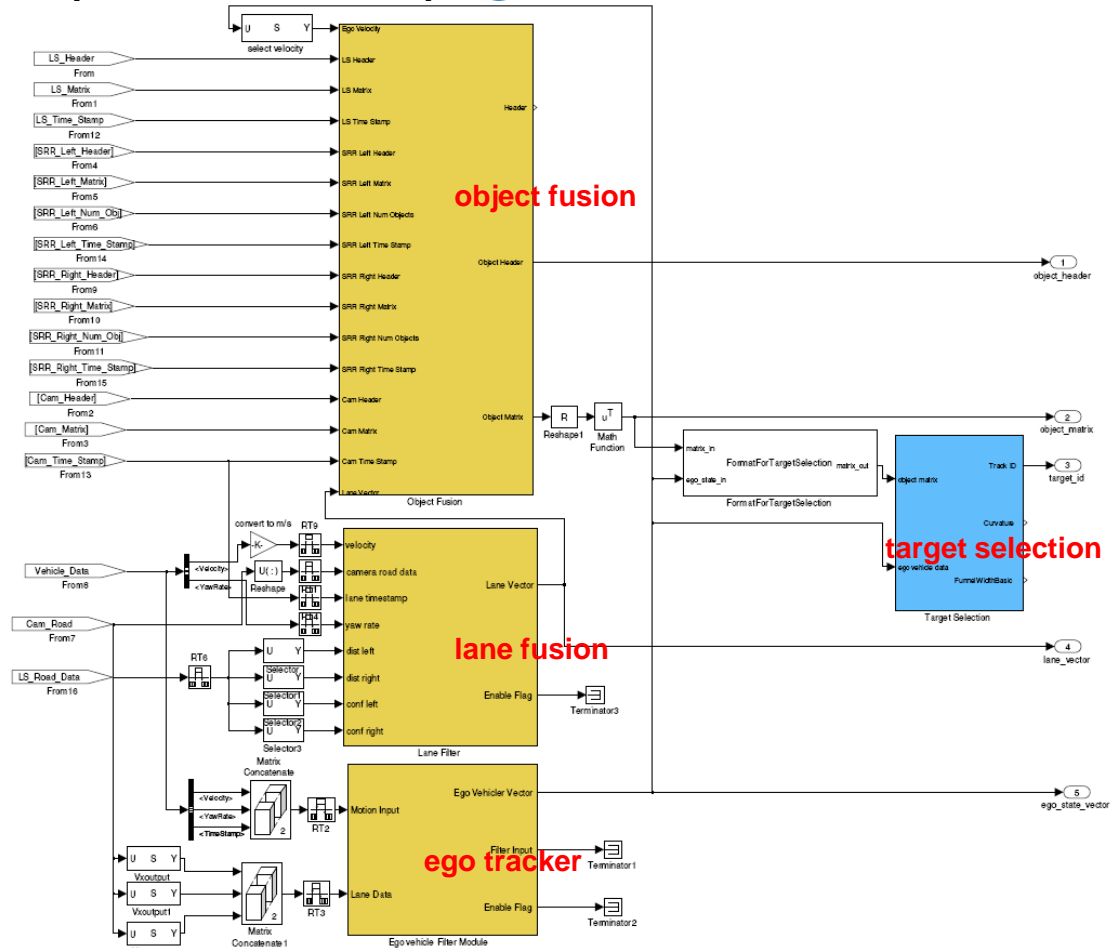 U S Y
select velocity
Ego Velocity
LS_Header
From
LS Header
LS_Matrix
From1
LS Matrix
LS_Time_Stamp
From12
LS Time Stamp
Header
[SRR_Left_Header]
From4
SRR Left Header
[SRR_Left_Matrix]
From5
SRR Left Matrix
object fusion
[SRR_Left_Num_Obj]
From6
SRR Left Num Objects
[SRR_Left_Time_Stamp]
From14
SRR Left Time Stamp
[SRR_Right_Header]
From9
SRR Right Header
Object Header
1
object_header
[SRR_Right_Matrix]
From10
SRR Right Matrix
[SRR_Right_Num_Obj]
From11
SRR Right Num Objects
[SRR_Right_Time_Stamp]
From15
SRR Right Time Stamp
[Cam_Header]
From2
Cam Header
[Cam_Matrix]
From3
Cam Matrix
[Cam_Time_Stamp]
From13
Cam Time Stamp
Lane Vector
Object Fusion
Object Matrix
R
Reshape1
uT
Math
Function
2
object_matrix
matrix_in
FormatForTargetSelection
matrix_out
ego_state_in
FormatForTargetSelection
object matrix
Track ID
3
target_id
Curvature
target selection
ego vehicle data
FunnelWidthBasic
Target Selection
convert to m/s
-K-
RT9
velocity
Vehicle_Data
From8
<Velocity>
<YawRate>
U( : )
Reshape
camera road data
lane timestamp
yaw rate
Lane Vector
Cam_Road
From7
LS_Road_Data
From16
RT6
U Y
Selector
dist left
lane fusion
4
lane_vector
U Y
Selector1
dist right
U Y
Selector2
conf left
Enable Flag
Terminator3
U Y
Selector3
conf right
Lane Filter
Matrix
Concatenate
<Velocity>
<YawRate>
<TimeStamp>
2
RT2
Motion Input
Ego Vehicler Vector
5
ego_state_vector
Filter Input
Terminator1
ego tracker
U S Y
Vxoutput
U S Y
Vxoutput1
U S Y
2
Matrix
Concatenate1
RT3
Lane Data
Enable Flag
Terminator2
Egovehicle Filter Module